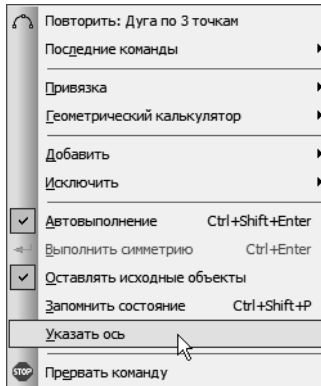 Повторить: Дуга по 3 точкам
Последние команды
Привязка
Геометрический калькулятор
Добавить
Исключить
Автовыполнение Ctrl+Shift+Enter
Выполнить симметрию Ctrl+Enter
Оставлять исходные объекты
Запомнить состояние Ctrl+Shift+P
Указать ось
STOP Прервать команду